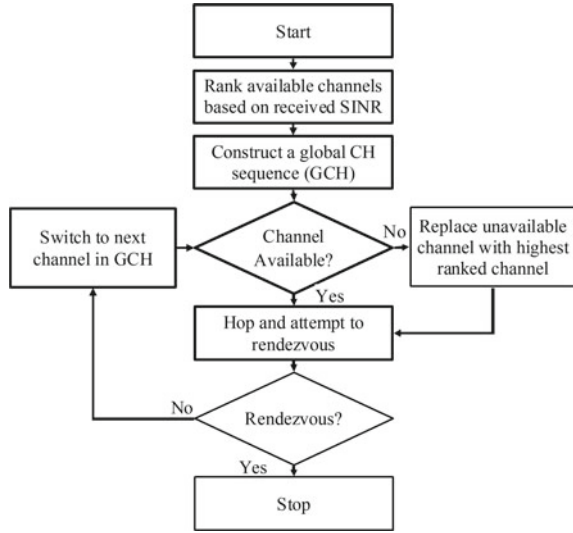 Start
Rank available channels
based on received SINR
Construct a global CH
sequence (GCH)
Switch to next
channel in GCH
Channel
Available?
No
Replace unavailable
channel with highest
ranked channel
Yes
Hop and attempt to
rendezvous
No
Rendezvous?
Yes
Stop